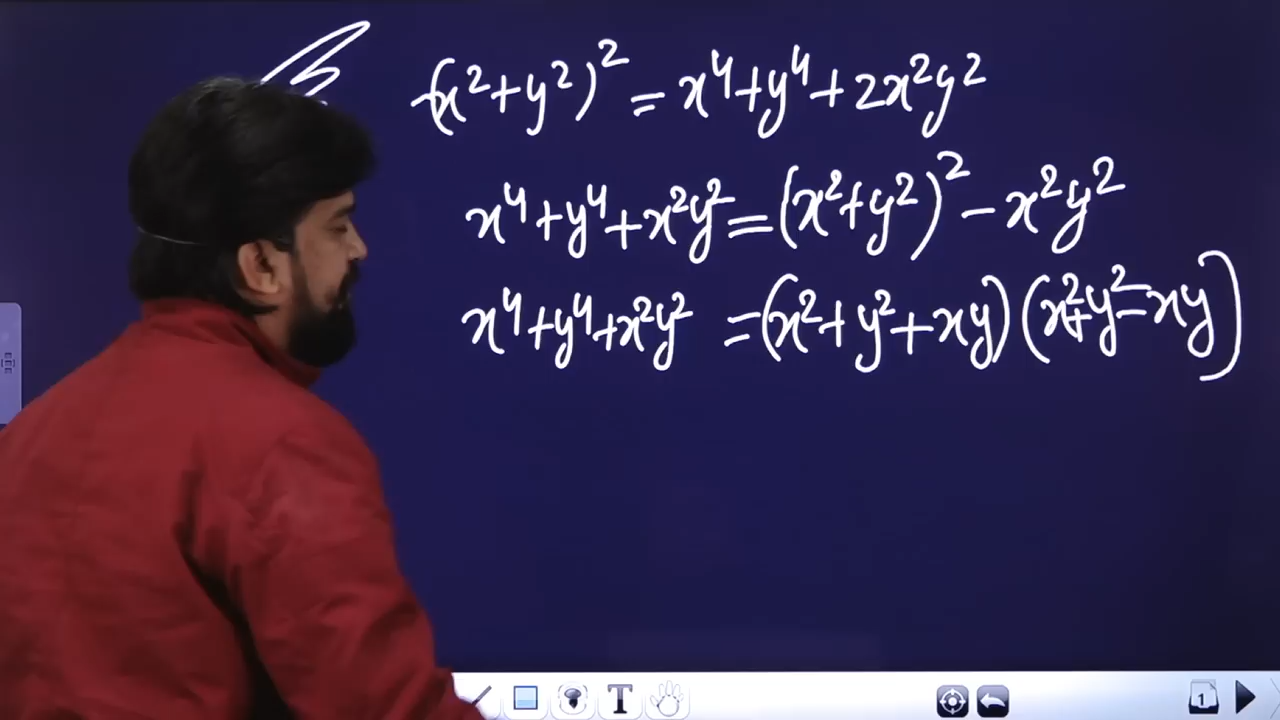 (x²+y²)² = x⁴+y⁴+2x²y²
x⁴+y⁴+x²y² = (x²+y²)² - x²y²
x⁴+y⁴+x²y² = (x²+y²+xy)(x²+y²-xy)
T
1